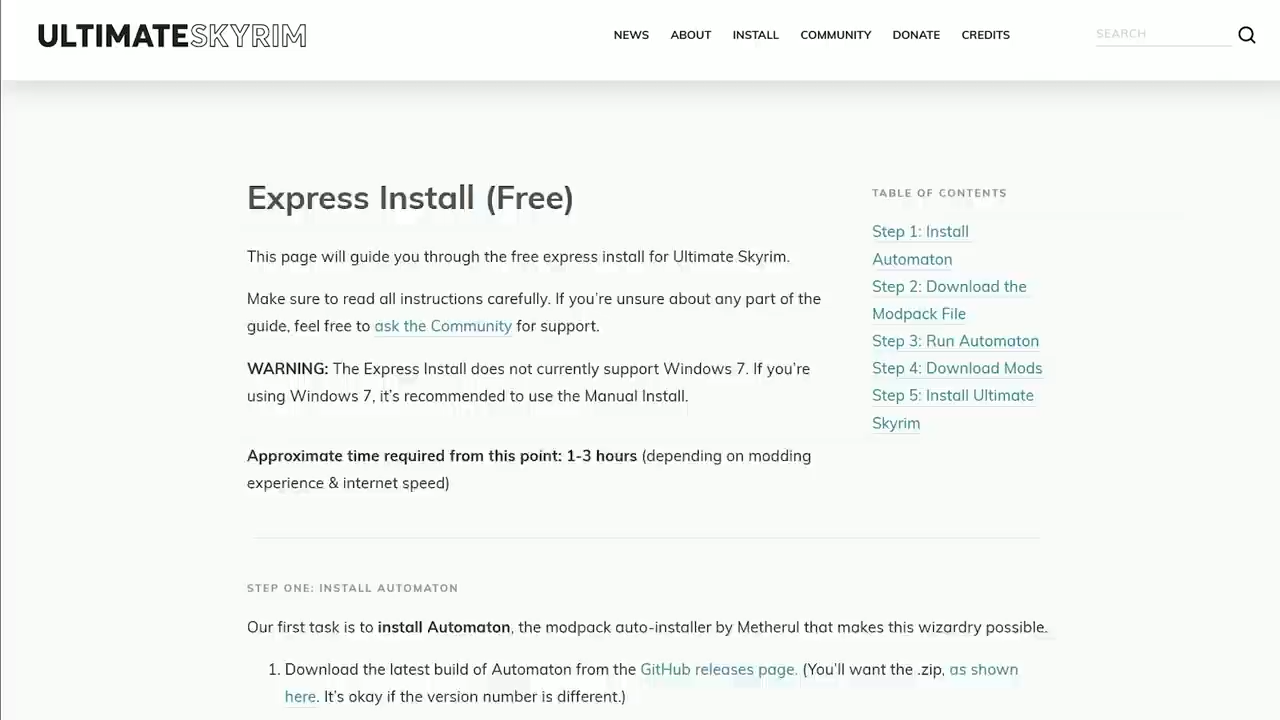 ULTIMATESKYRIM
NEWS ABOUT INSTALL COMMUNITY DONATE CREDITS
SEARCH
Express Install (Free)
This page will guide you through the free express install for Ultimate Skyrim.
Make sure to read all instructions carefully. If you’re unsure about any part of the
guide, feel free to ask the Community for support.
WARNING: The Express Install does not currently support Windows 7. If you’re
using Windows 7, it’s recommended to use the Manual Install.
Approximate time required from this point: 1-3 hours (depending on modding
experience & internet speed)
TABLE OF CONTENTS
Step 1: Install
Automaton
Step 2: Download the
Modpack File
Step 3: Run Automaton
Step 4: Download Mods
Step 5: Install Ultimate
Skyrim
STEP ONE: INSTALL AUTOMATON
Our first task is to install Automaton, the modpack auto-installer by Metherul that makes this wizardry possible.
1. Download the latest build of Automaton from the GitHub releases page. (You’ll want the .zip, as shown
here. It’s okay if the version number is different.)